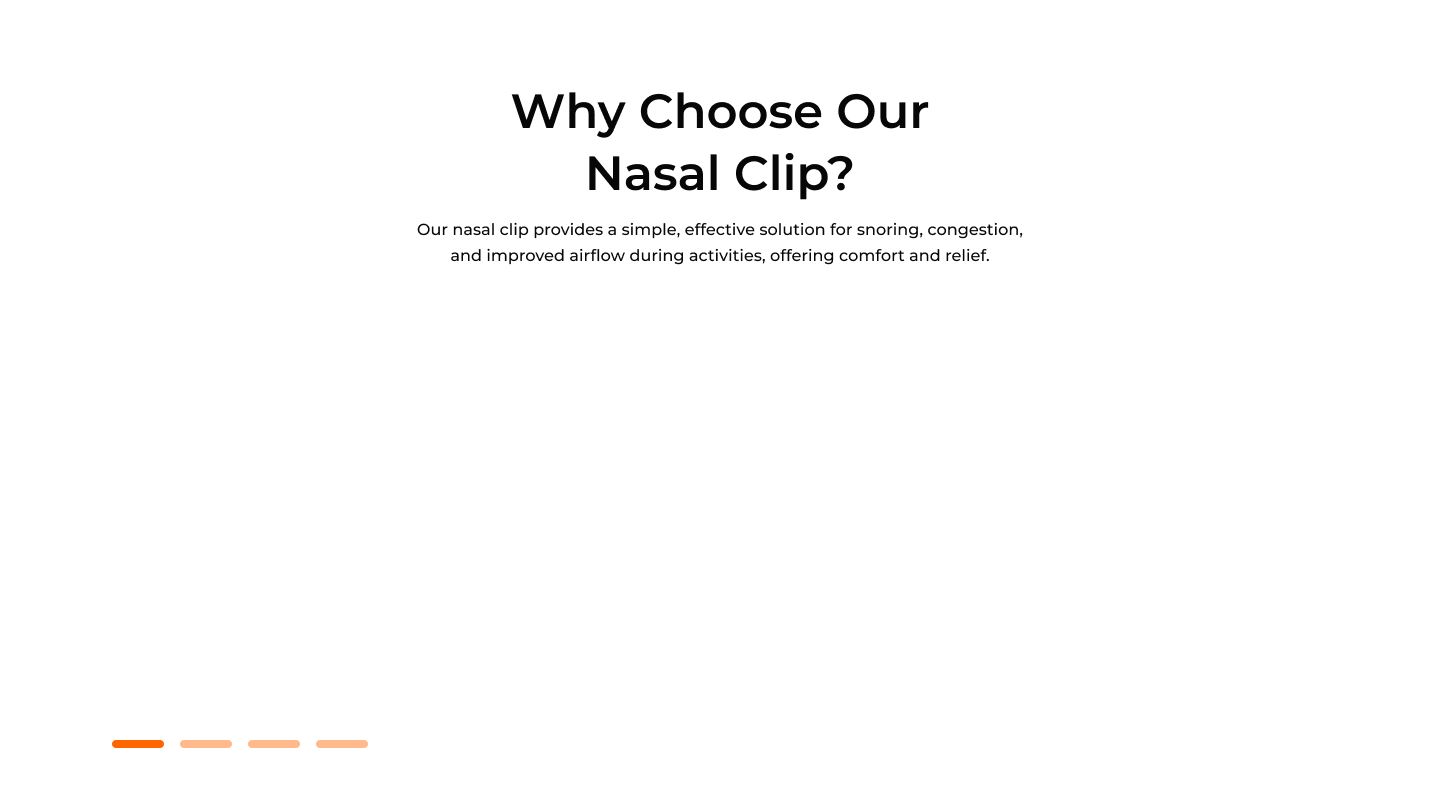 Why Choose Our
Nasal Clip?
Our nasal clip provides a simple, effective solution for snoring, congestion,
and improved airflow during activities, offering comfort and relief.